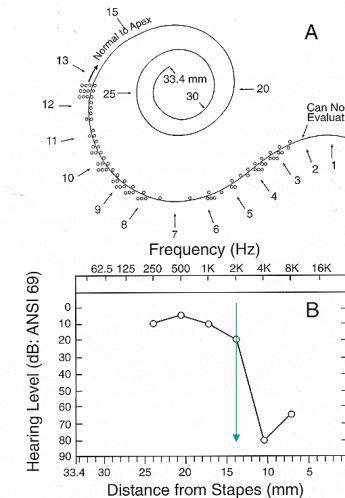 15
A
Normal to Apex
13
33.4 mm
12
25
30
20
Can No
Evaluat
11
10
9
8
7
6
5
4
3
2
1
Frequency (Hz)
62.5 125 250 500 1K 2K 4K 8K 16K
B
Hearing Level (dB: ANSI 69)
0
10
20
30
40
50
60
70
80
90
33.4 30 25 20 15 10 5
Distance from Stapes (mm)